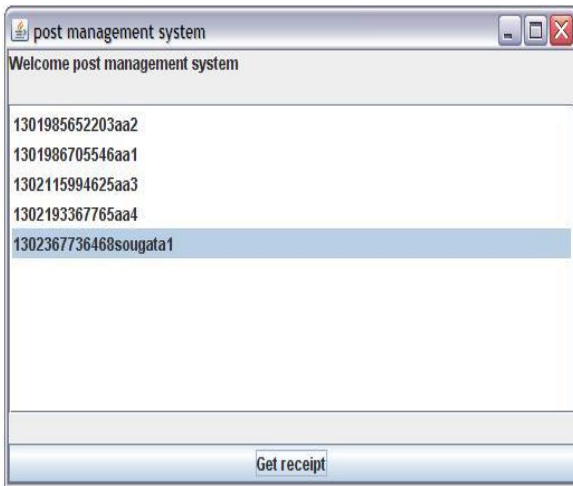 post management system
Welcome post management system
1301985652203aa2
1301986705546aa1
1302115994625aa3
1302193367765aa4
1302367736468sougata1
Get receipt